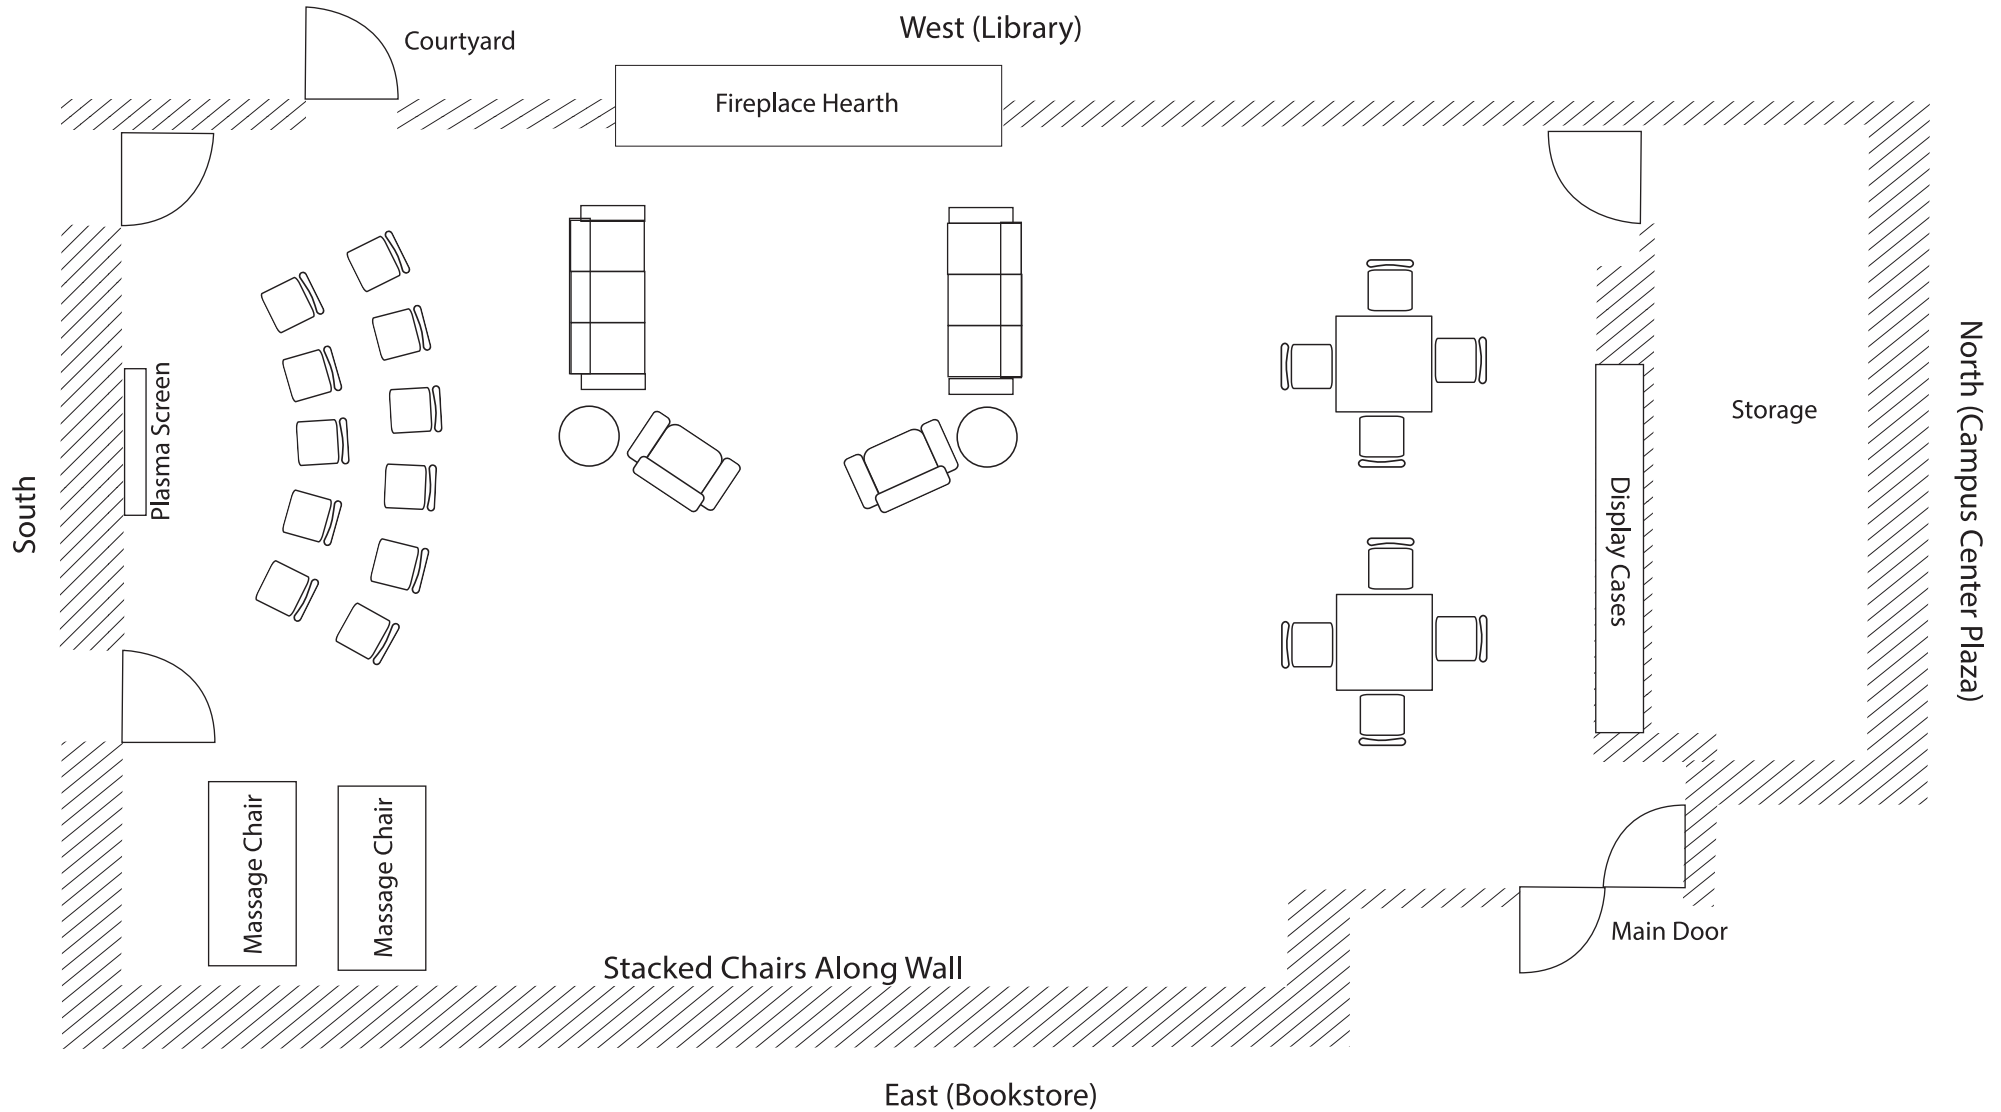 West (Library)
Courtyard
Fireplace Hearth
South
Plasma Screen
Storage
Display Cases
North (Campus Center Plaza)
Massage Chair
Massage Chair
Main Door
Stacked Chairs Along Wall
East (Bookstore)